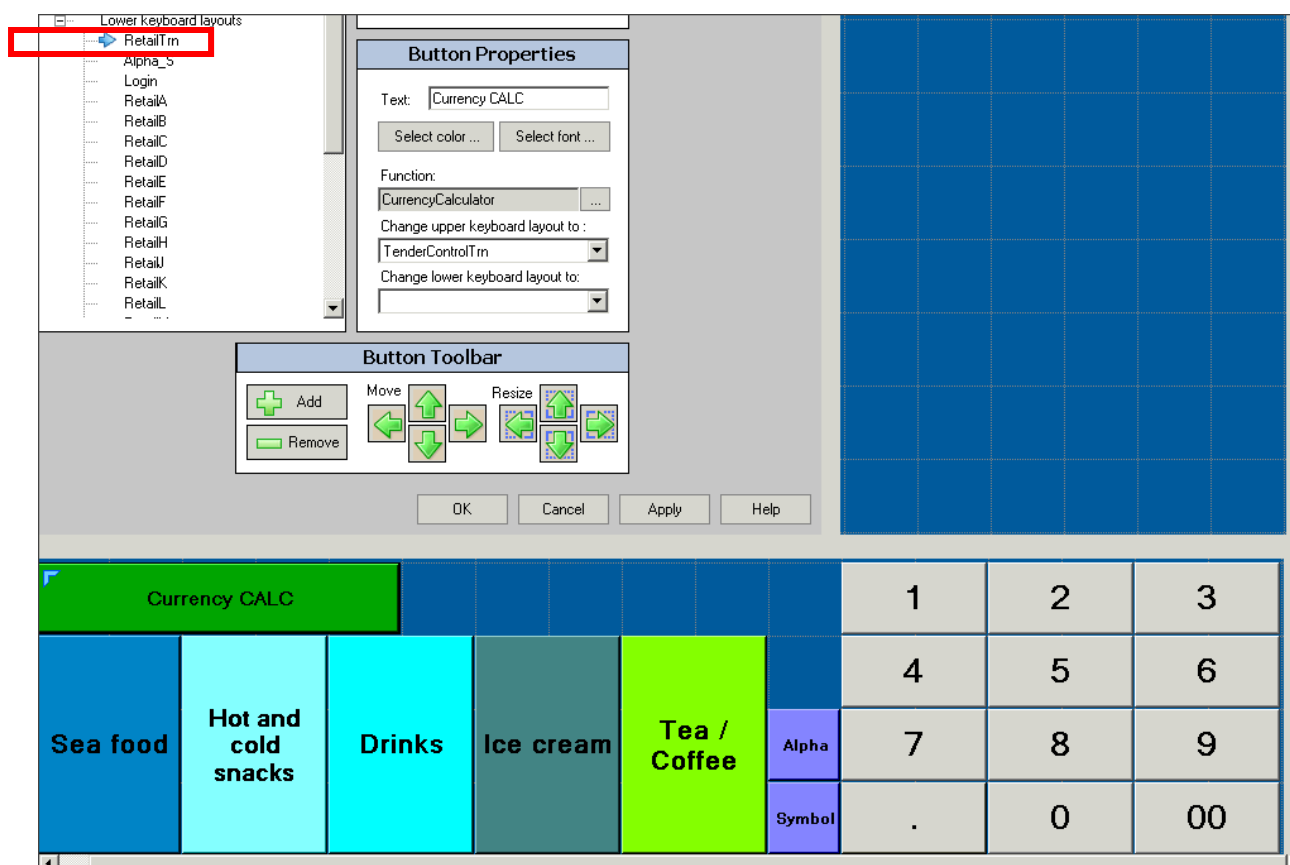 Lower keyboard layouts
RetailTrn
Alpha_S
Login
RetailA
RetailB
RetailC
RetailD
RetailE
RetailF
RetailG
RetailH
RetailJ
RetailK
RetailL
Button Properties
Text:
Currency CALC
Select color ...
Select font ...
Function:
CurrencyCalculator
...
Change upper keyboard layout to :
TenderControlTrn
Change lower keyboard layout to:
Button Toolbar
Add
Remove
Move
Resize
OK
Cancel
Apply
Help
Currency CALC
1
2
3
Sea food
Hot and
cold
snacks
Drinks
Ice cream
Tea /
Coffee
4
5
6
Alpha
7
8
9
Symbol
.
0
00